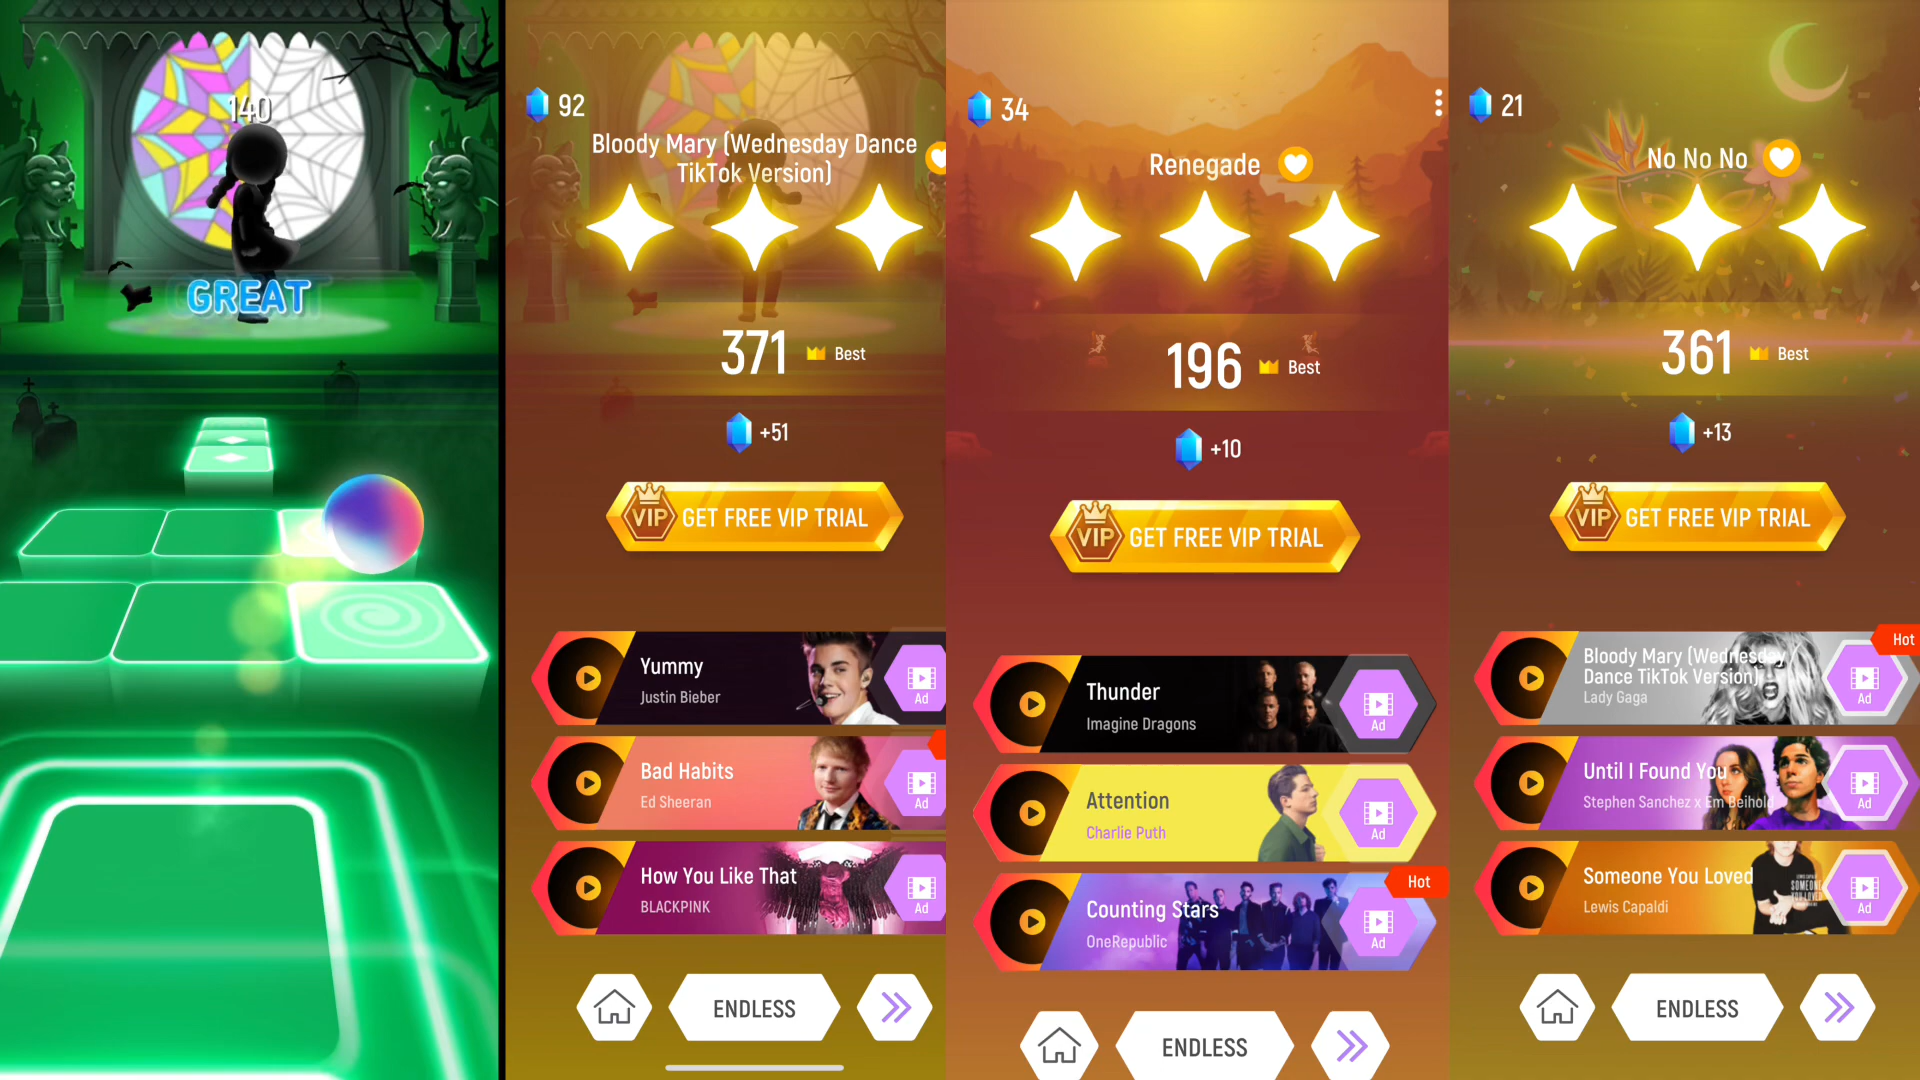 140
GREAT
92
Bloody Mary (Wednesday Dance
TikTok Version)
371 Best
+51
VIP GET FREE VIP TRIAL
Yummy
Justin Bieber
Ad
Bad Habits
Ed Sheeran
Ad
How You Like That
BLACKPINK
Ad
ENDLESS
34
Renegade
196 Best
+10
VIP GET FREE VIP TRIAL
Thunder
Imagine Dragons
Ad
Attention
Charlie Puth
Ad
Hot
Counting Stars
OneRepublic
Ad
ENDLESS
21
No No No
361 Best
+13
VIP GET FREE VIP TRIAL
Hot
Bloody Mary (Wednesday
Dance TikTok Version)
Lady Gaga
Ad
Until I Found You
Stephen Sanchez x Em Beihold
Ad
Someone You Loved
Lewis Capaldi
Ad
ENDLESS